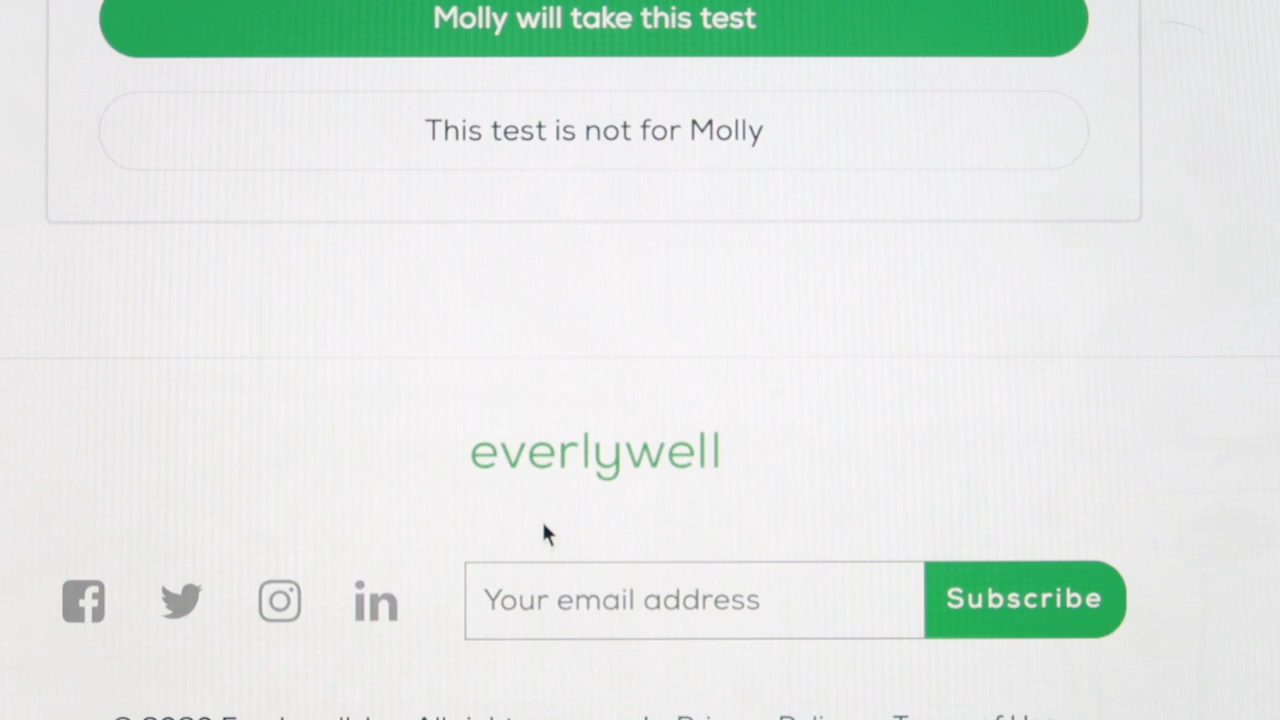 Molly will take this test
This test is not for Molly
everlywell
Your email address
Subscribe